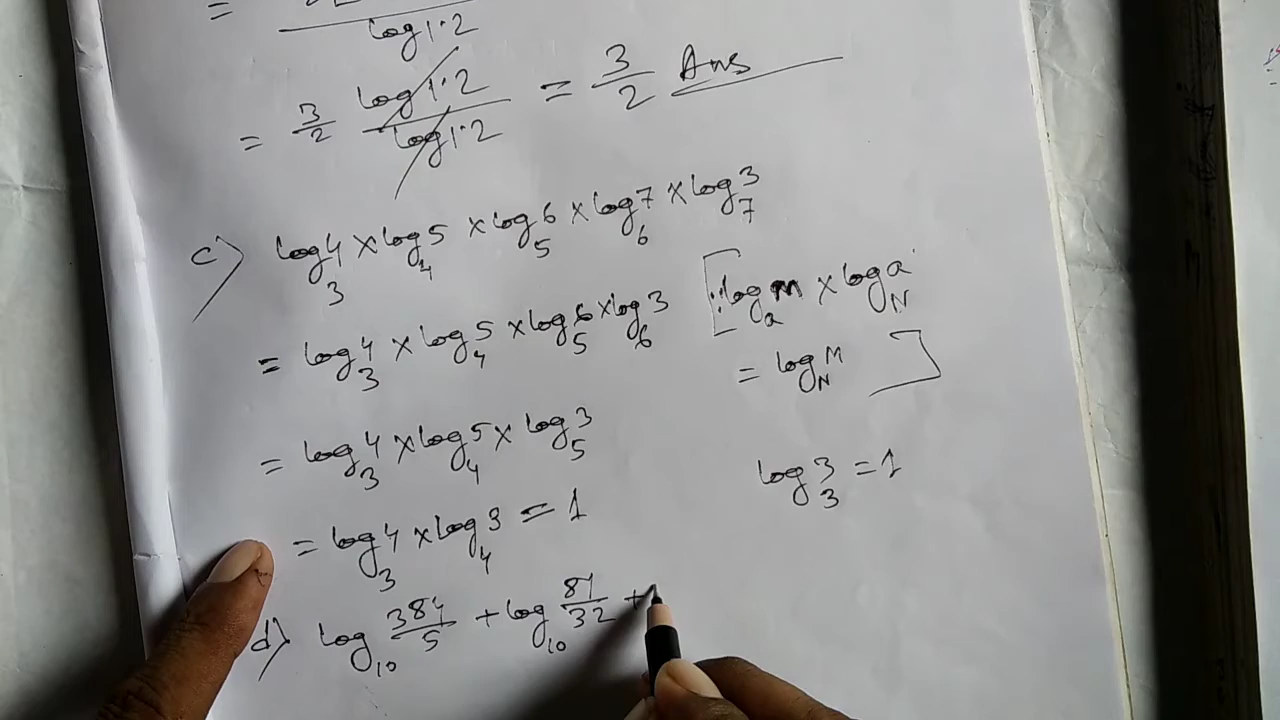 =
log 1.2
= 3/2 log 1.2 / log 1.2 = 3/2 Ans
c) log₃4 × log₄5 × log₅6 × log₆7 × log₇3
= log₃4 × log₄5 × log₅6 × log₆3 [∵ logₐM × log_N a
= log_N M ]
= log₃4 × log₄5 × log₅3
log₃3 = 1
= log₃4 × log₄3 = 1
d) log₁₀ 384/5 + log₁₀ 81/32 +